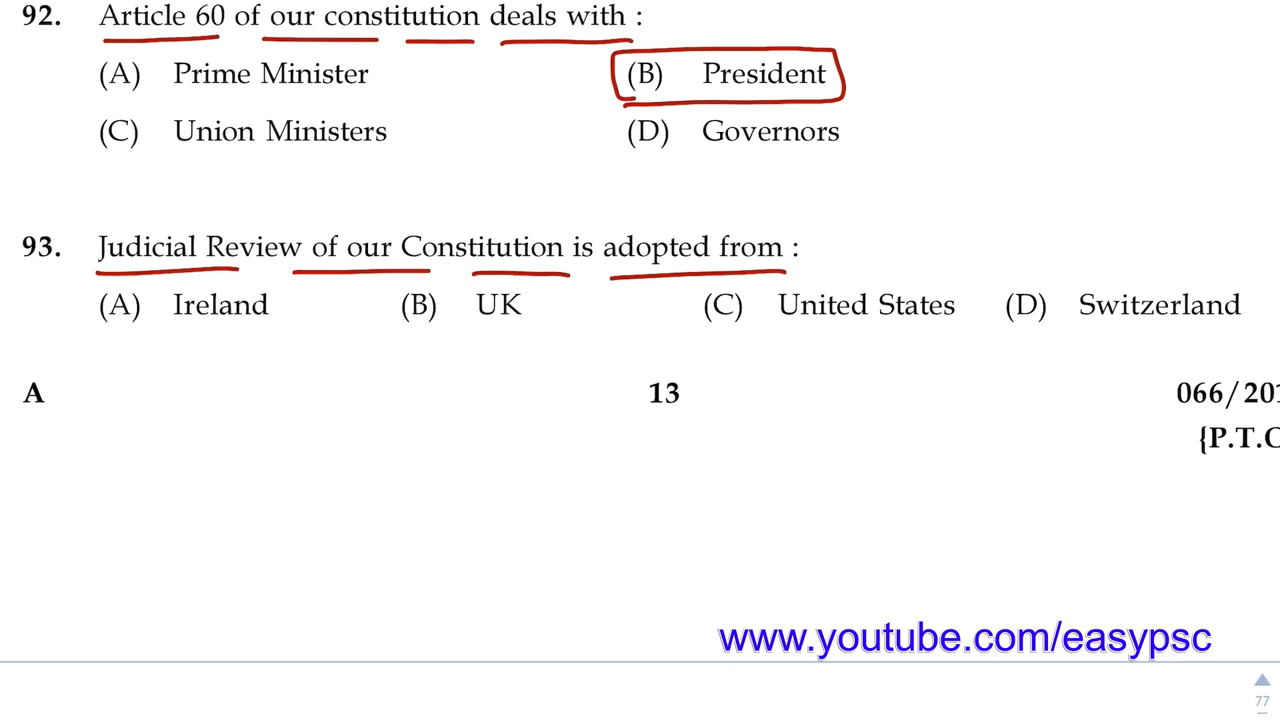 92. Article 60 of our constitution deals with :
(A) Prime Minister (B) President
(C) Union Ministers (D) Governors
93. Judicial Review of our Constitution is adopted from :
(A) Ireland (B) UK (C) United States (D) Switzerland
A 13 066/201
{P.T.O
www.youtube.com/easypsc
77